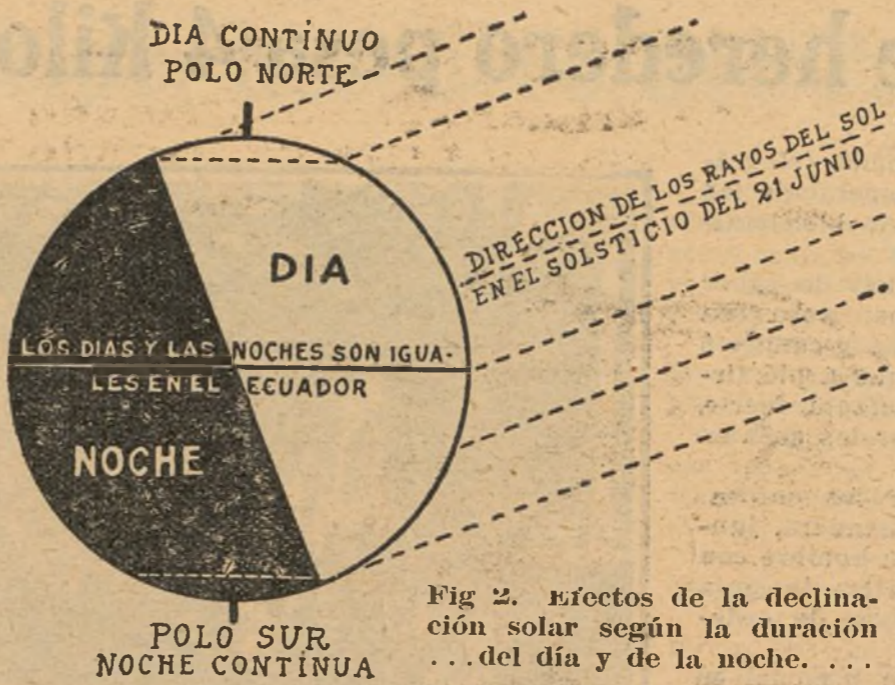 DIA CONTÍNUO
POLO NORTE
DIRECCION DE LOS RAYOS DEL SOL
EN EL SOLSTICIO DEL 21 JUNIO
DIA
LOS DIAS Y LAS NOCHES SON IGUA-
LES EN EL ECUADOR
NOCHE
POLO SUR
NOCHE CONTÍNUA
Fig 2. Efectos de la declina-
ción solar según la duración
...del día y de la noche. ...